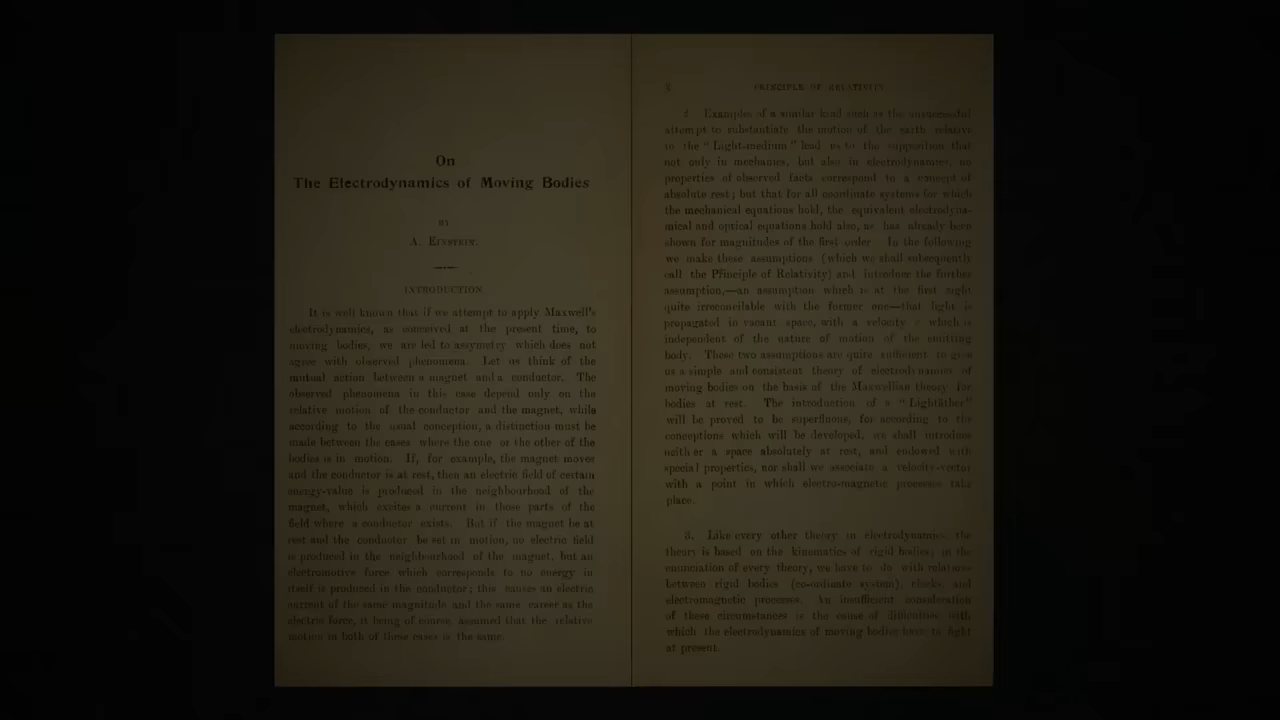 On
The Electrodynamics of Moving Bodies
BY
A. EINSTEIN.
INTRODUCTION
It is well known that if we attempt to apply Maxwell's
electrodynamics, as conceived at the present time, to
moving bodies, we are led to assymetry which does not
agree with observed phenomena. Let us think of the
mutual action between a magnet and a conductor. The
observed phenomena in this case depend only on the
relative motion of the conductor and the magnet, while
according to the usual conception, a distinction must be
made between the cases where the one or the other of the
bodies is in motion. If, for example, the magnet moves
and the conductor is at rest, then an electric field of certain
energy-value is produced in the neighbourhood of the
magnet, which excites a current in those parts of the
field where a conductor exists. But if the magnet be at
rest and the conductor be set in motion, no electric field
is produced in the neighbourhood of the magnet, but an
electromotive force which corresponds to no energy in
itself is produced in the conductor; this causes an electric
current of the same magnitude and the same career as the
electric force, it being of course assumed that the relative
motion in both of these cases is the same.
2 PRINCIPLE OF RELATIVITY
2. Examples of a similar kind such as the unsuccessful
attempt to substantiate the motion of the earth relative
to the "Light-medium" lead us to the supposition that
not only in mechanics, but also in electrodynamics, no
properties of observed facts correspond to a concept of
absolute rest; but that for all coordinate systems for which
the mechanical equations hold, the equivalent electrodyna-
mical and optical equations hold also, as has already been
shown for magnitudes of the first order. In the following
we make these assumptions (which we shall subsequently
call the Principle of Relativity) and introduce the further
assumption,—an assumption which is at the first sight
quite irreconcilable with the former one—that light is
propagated in vacant space, with a velocity c which is
independent of the nature of motion of the emitting
body. These two assumptions are quite sufficient to give
us a simple and consistent theory of electrodynamics of
moving bodies on the basis of the Maxwellian theory for
bodies at rest. The introduction of a "Lightäther"
will be proved to be superfluous, for according to the
conceptions which will be developed, we shall introduce
neither a space absolutely at rest, and endowed with
special properties, nor shall we associate a velocity-vector
with a point in which electro-magnetic processes take
place.
3. Like every other theory in electrodynamics, the
theory is based on the kinematics of rigid bodies; in the
enunciation of every theory, we have to do with relations
between rigid bodies (co-ordinate system), clocks, and
electromagnetic processes. An insufficient consideration
of these circumstances is the cause of difficulties with
which the electrodynamics of moving bodies have to fight
at present.